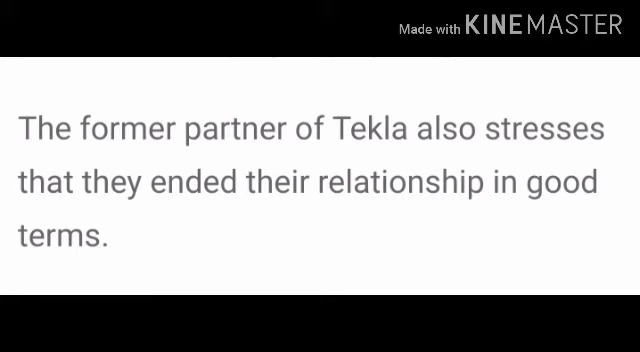 Made with KINEMASTER
The former partner of Tekla also stresses
that they ended their relationship in good
terms.